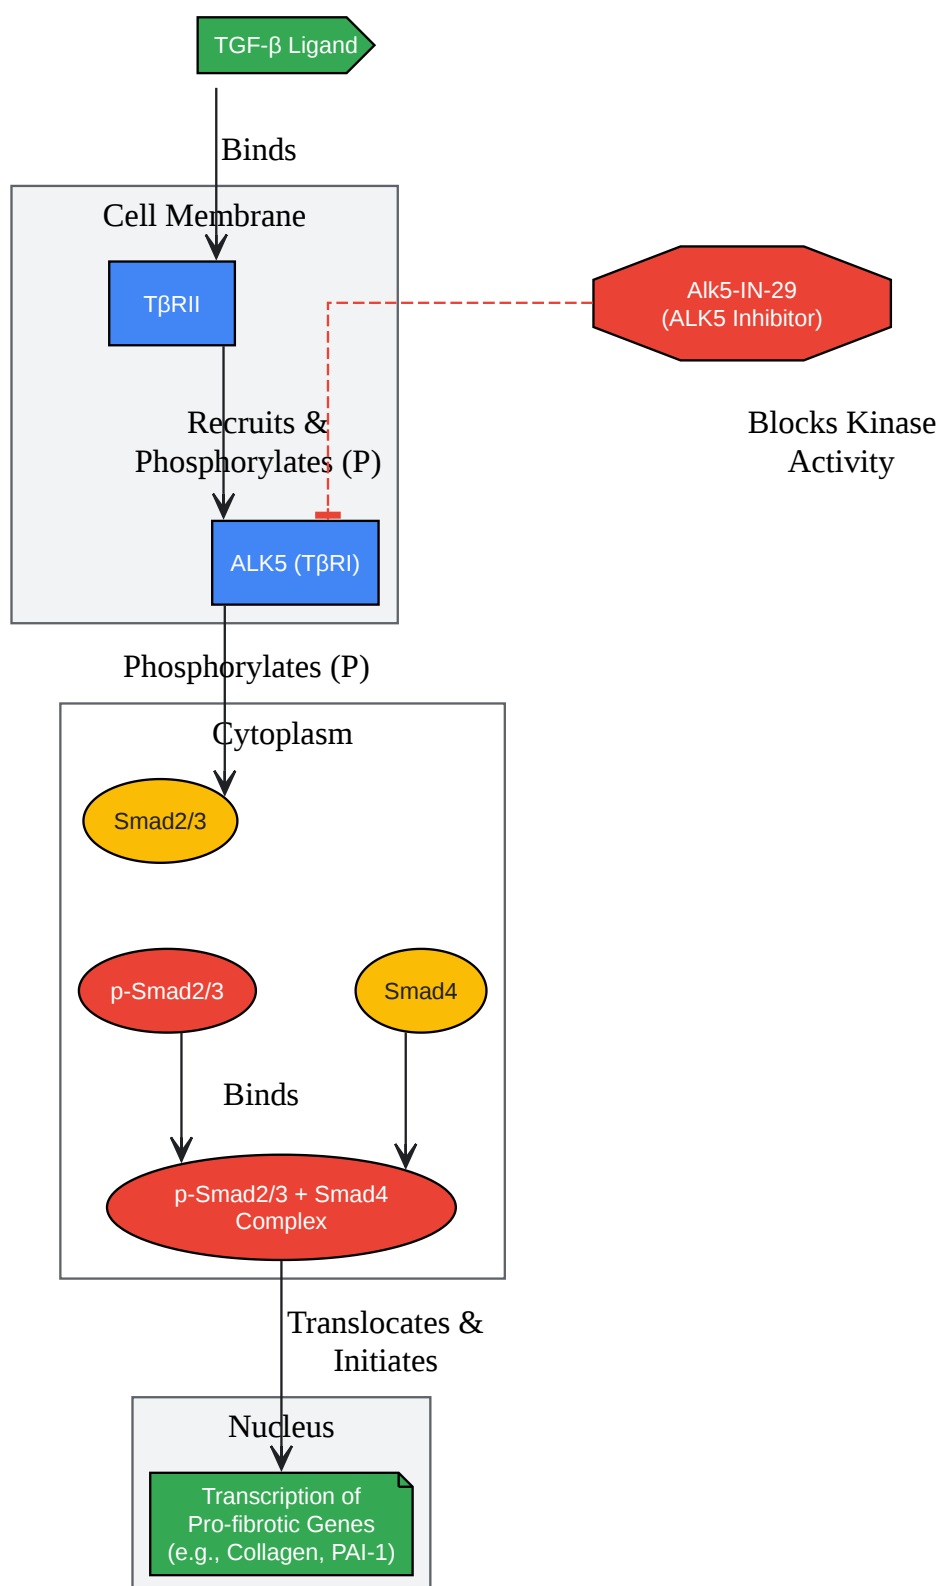 TGF-β Ligand
Binds
Cell Membrane
TβRII
Alk5-IN-29
(ALK5 Inhibitor)
Recruits &
Phosphorylates (P)
Blocks Kinase
Activity
ALK5 (TβRI)
Phosphorylates (P)
Cytoplasm
Smad2/3
p-Smad2/3
Smad4
Binds
p-Smad2/3 + Smad4
Complex
Translocates &
Initiates
Nucleus
Transcription of
Pro-fibrotic Genes
(e.g., Collagen, PAI-1)